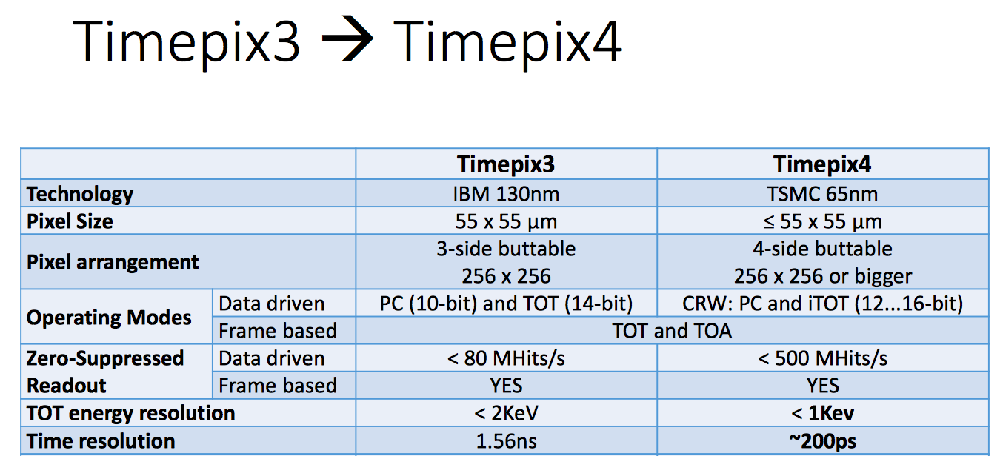 Timepix3 → Timepix4
Timepix3 Timepix4
Technology IBM 130nm TSMC 65nm
Pixel Size 55 x 55 µm ≤ 55 x 55 µm
Pixel arrangement 3-side buttable 4-side buttable
256 x 256 256 x 256 or bigger
Operating Modes Data driven PC (10-bit) and TOT (14-bit) CRW: PC and iTOT (12...16-bit)
Frame based TOT and TOA
Zero-Suppressed Data driven < 80 MHits/s < 500 MHits/s
Readout Frame based YES YES
TOT energy resolution < 2KeV < 1Kev
Time resolution 1.56ns ~200ps